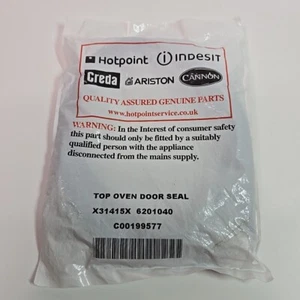 Hotpoint indesit
Creda ARISTON CANNON
QUALITY ASSURED GENUINE PARTS
www.hotpointservice.co.uk
WARNING: In the Interest of consumer safety
this part should only be fitted by a suitably
qualified person with the appliance
disconnected from the mains supply.
TOP OVEN DOOR SEAL
X31415X 6201040
C00199577